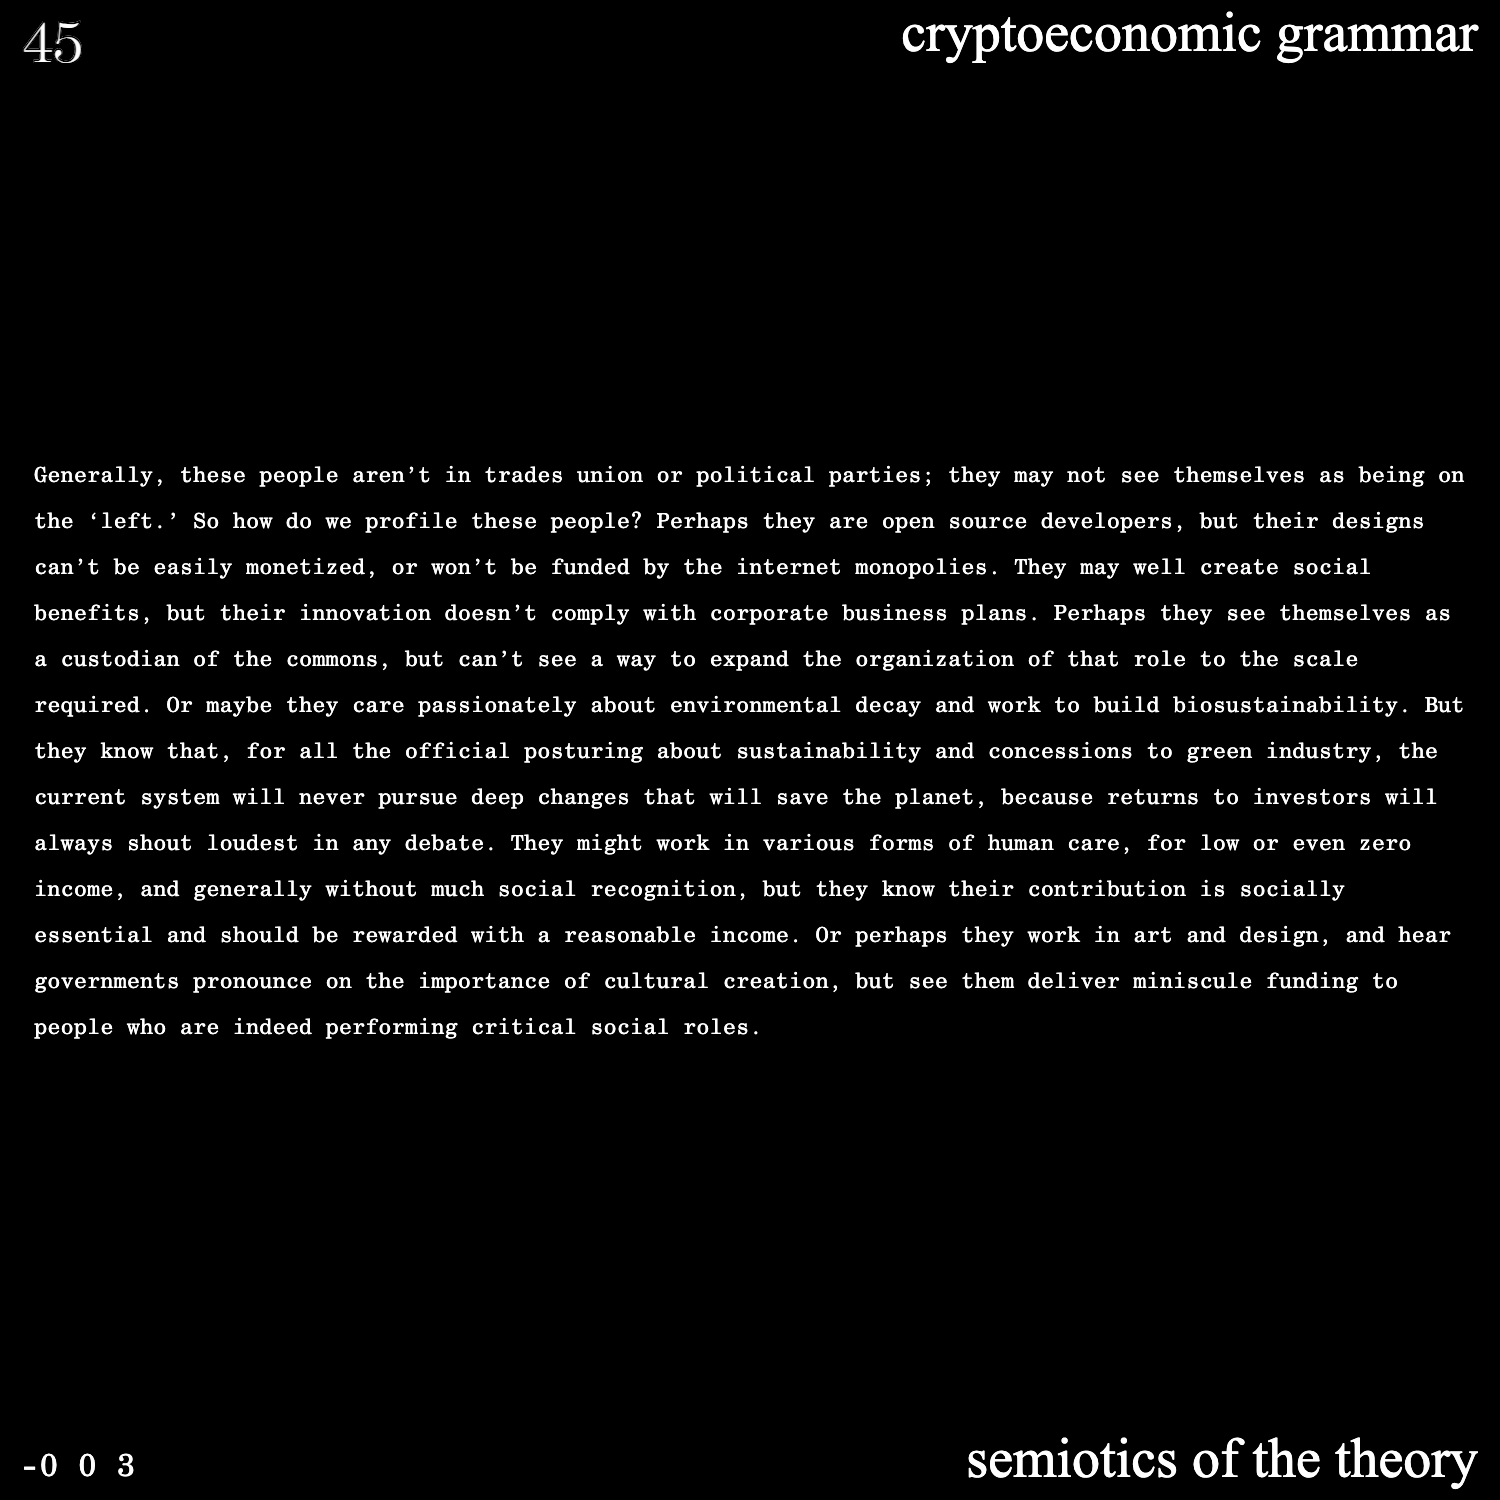 45
cryptoeconomic grammar
Generally, these people aren’t in trades union or political parties; they may not see themselves as being on
the ‘left.’ So how do we profile these people? Perhaps they are open source developers, but their designs
can’t be easily monetized, or won’t be funded by the internet monopolies. They may well create social
benefits, but their innovation doesn’t comply with corporate business plans. Perhaps they see themselves as
a custodian of the commons, but can’t see a way to expand the organization of that role to the scale
required. Or maybe they care passionately about environmental decay and work to build biosustainability. But
they know that, for all the official posturing about sustainability and concessions to green industry, the
current system will never pursue deep changes that will save the planet, because returns to investors will
always shout loudest in any debate. They might work in various forms of human care, for low or even zero
income, and generally without much social recognition, but they know their contribution is socially
essential and should be rewarded with a reasonable income. Or perhaps they work in art and design, and hear
governments pronounce on the importance of cultural creation, but see them deliver miniscule funding to
people who are indeed performing critical social roles.
-0 0 3
semiotics of the theory